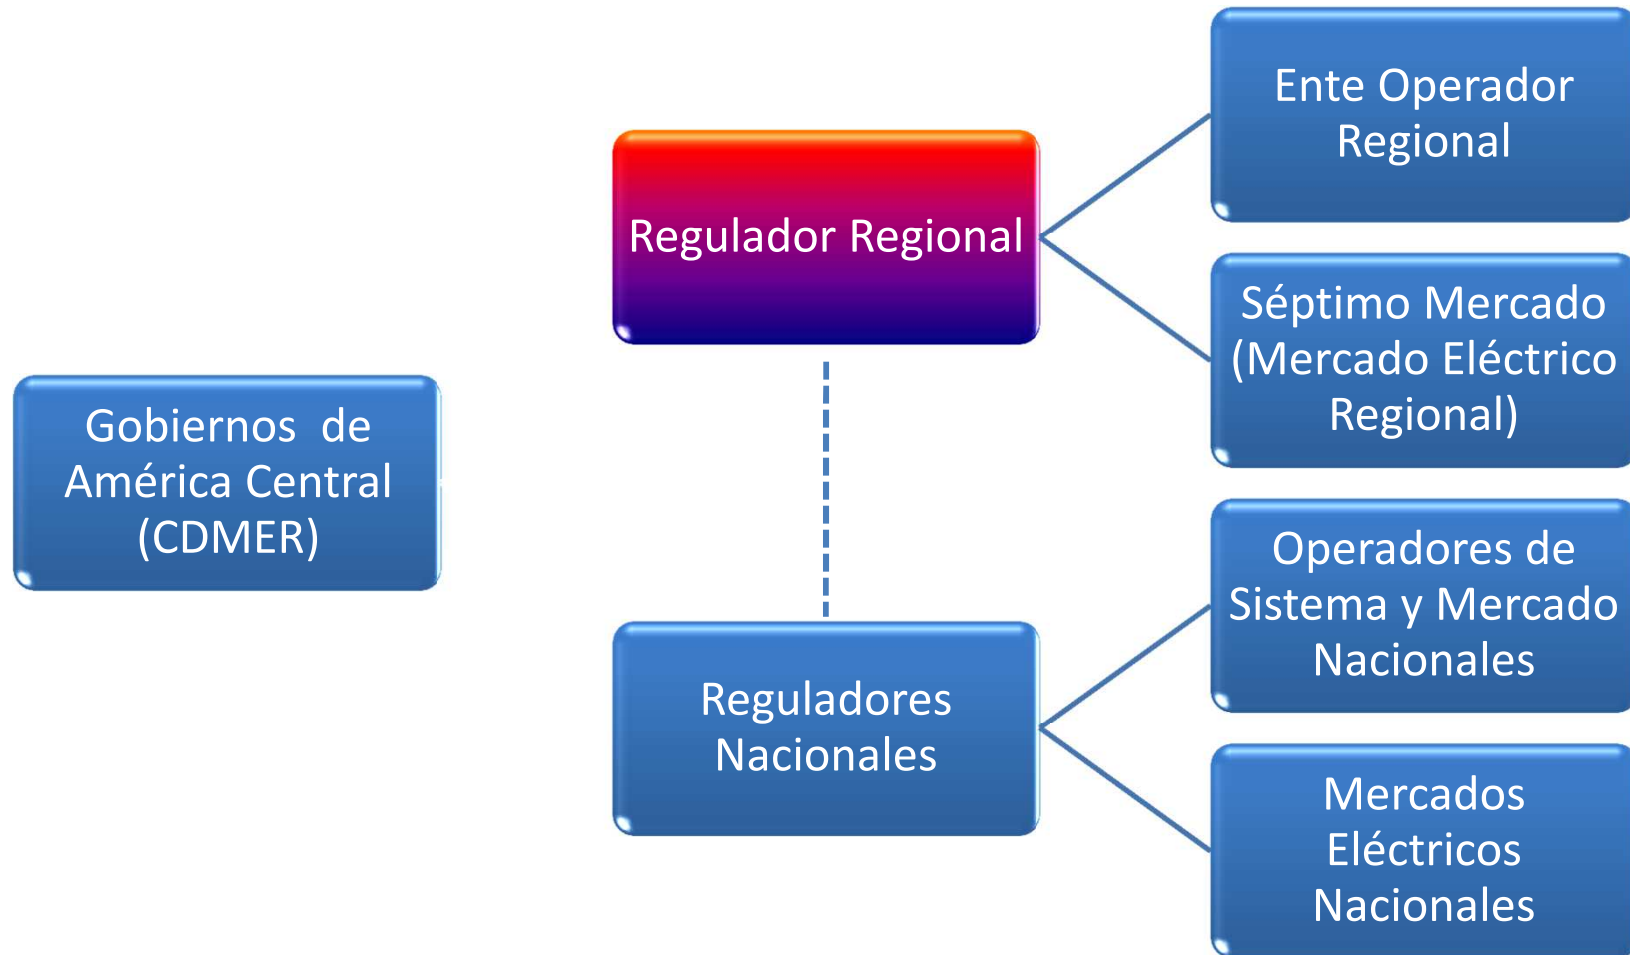 Gobiernos de
América Central
(CDMER)
Regulador Regional
Reguladores
Nacionales
Ente Operador
Regional
Séptimo Mercado
(Mercado Eléctrico
Regional)
Operadores de
Sistema y Mercado
Nacionales
Mercados
Eléctricos
Nacionales